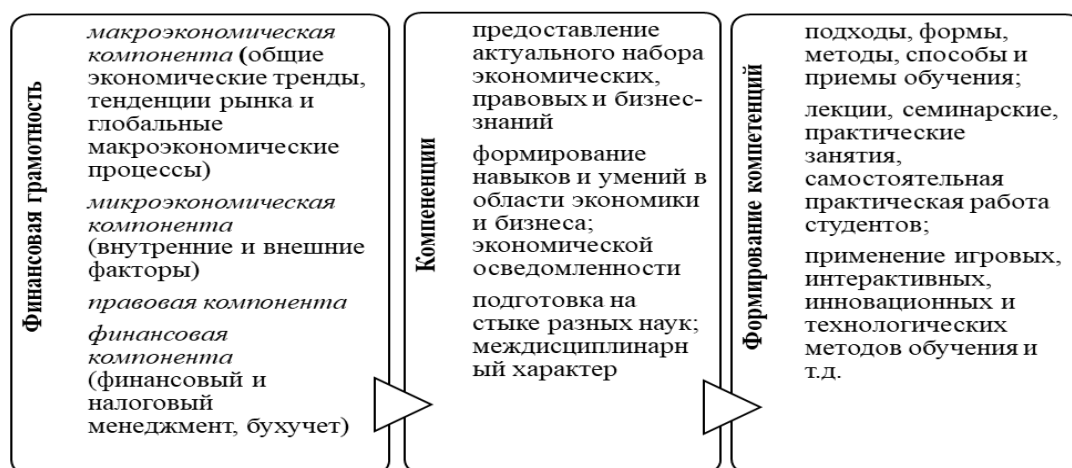 Финансовая грамотность
макроэкономическая
компонента (общие
экономические тренды,
тенденции рынка и
глобальные
макроэкономические
процессы)
микроэкономическая
компонента
(внутренние и внешние
факторы)
правовая компонента
финансовая
компонента
(финансовый и
налоговый
менеджмент, бухучет)
Компененции
предоставление
актуального набора
экономических,
правовых и бизнес-
знаний
формирование
навыков и умений в
области экономики
и бизнеса;
экономической
осведомленности
подготовка на
стыке разных наук;
междисциплинарн
ый характер
Формирование компетенций
подходы, формы,
методы, способы и
приемы обучения;
лекции, семинарские,
практические
занятия,
самостоятельная
практическая работа
студентов;
применение игровых,
интерактивных,
инновационных и
технологических
методов обучения и
т.д.